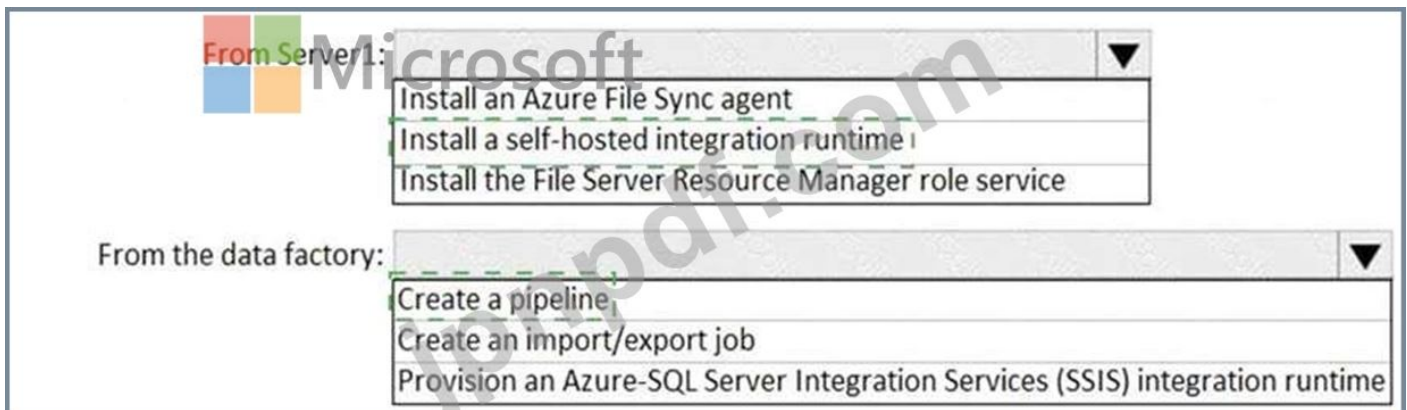 Microsoft
From Server1:
Install an Azure File Sync agent
Install a self-hosted integration runtime
Install the File Server Resource Manager role service
From the data factory:
Create a pipeline
Create an import/export job
Provision an Azure-SQL Server Integration Services (SSIS) integration runtime
jpnpdf.com